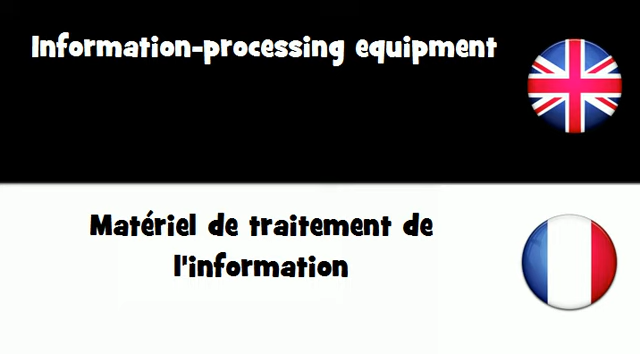 Information-processing equipment
Matériel de traitement de
l'information